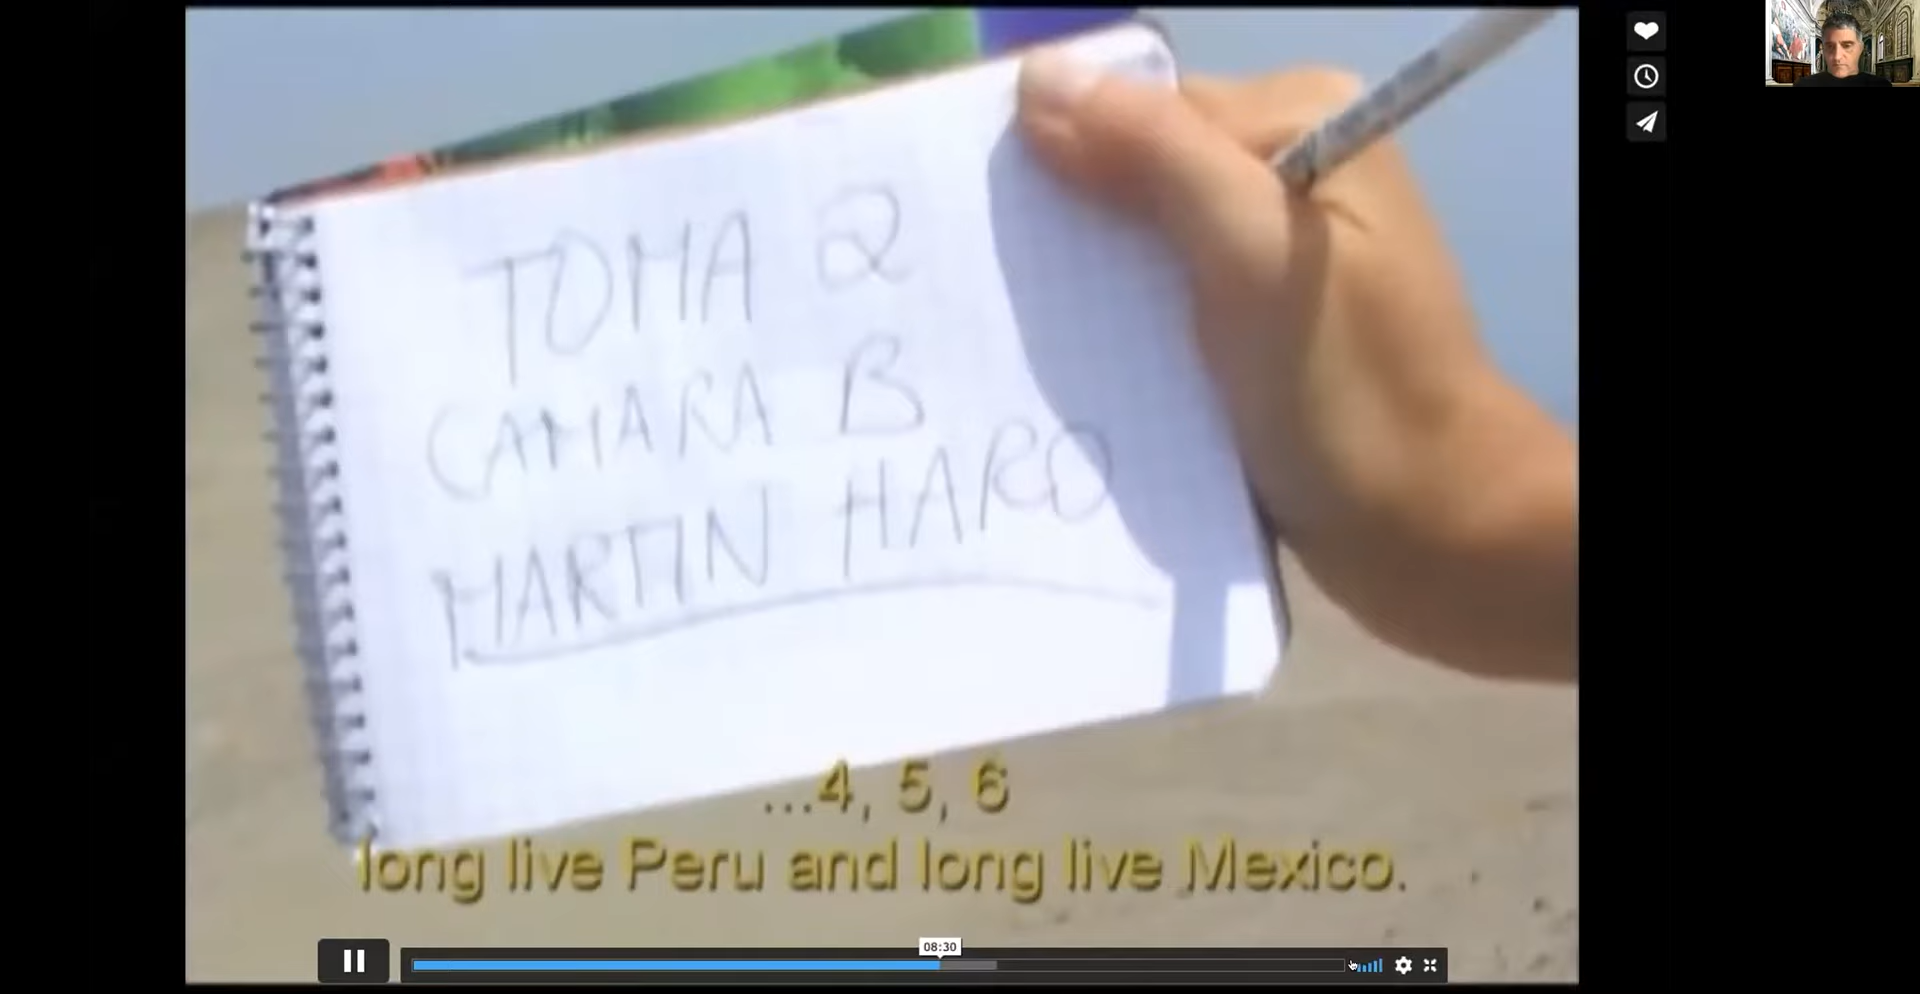 TOMA 2
CAMARA B
MARTIN HARO
...4, 5, 6
long live Peru and long live Mexico.
08:30